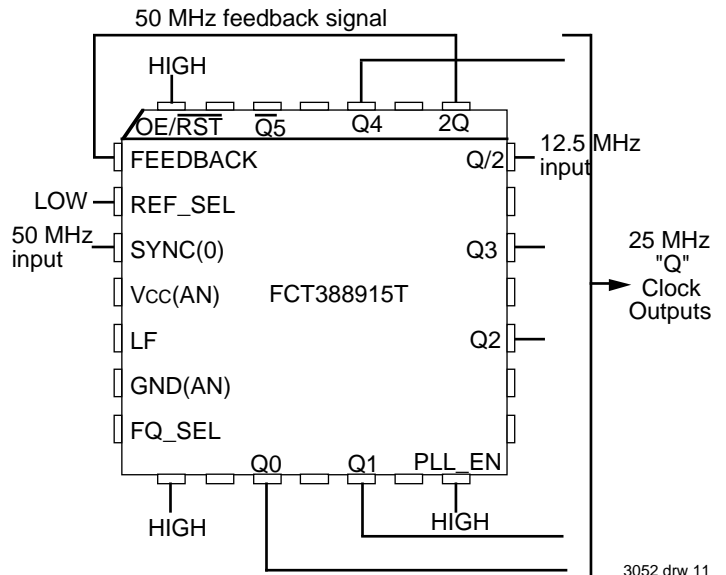 50 MHz feedback signal
HIGH
OE/RST
Q5
Q4
2Q
FEEDBACK
Q/2
12.5 MHz
input
LOW
REF_SEL
50 MHz
input
SYNC(0)
Q3
25 MHz
"Q"
Clock
Outputs
VCC(AN)
FCT388915T
LF
Q2
GND(AN)
FQ_SEL
Q0
Q1
PLL_EN
HIGH
HIGH
3052 drw 11